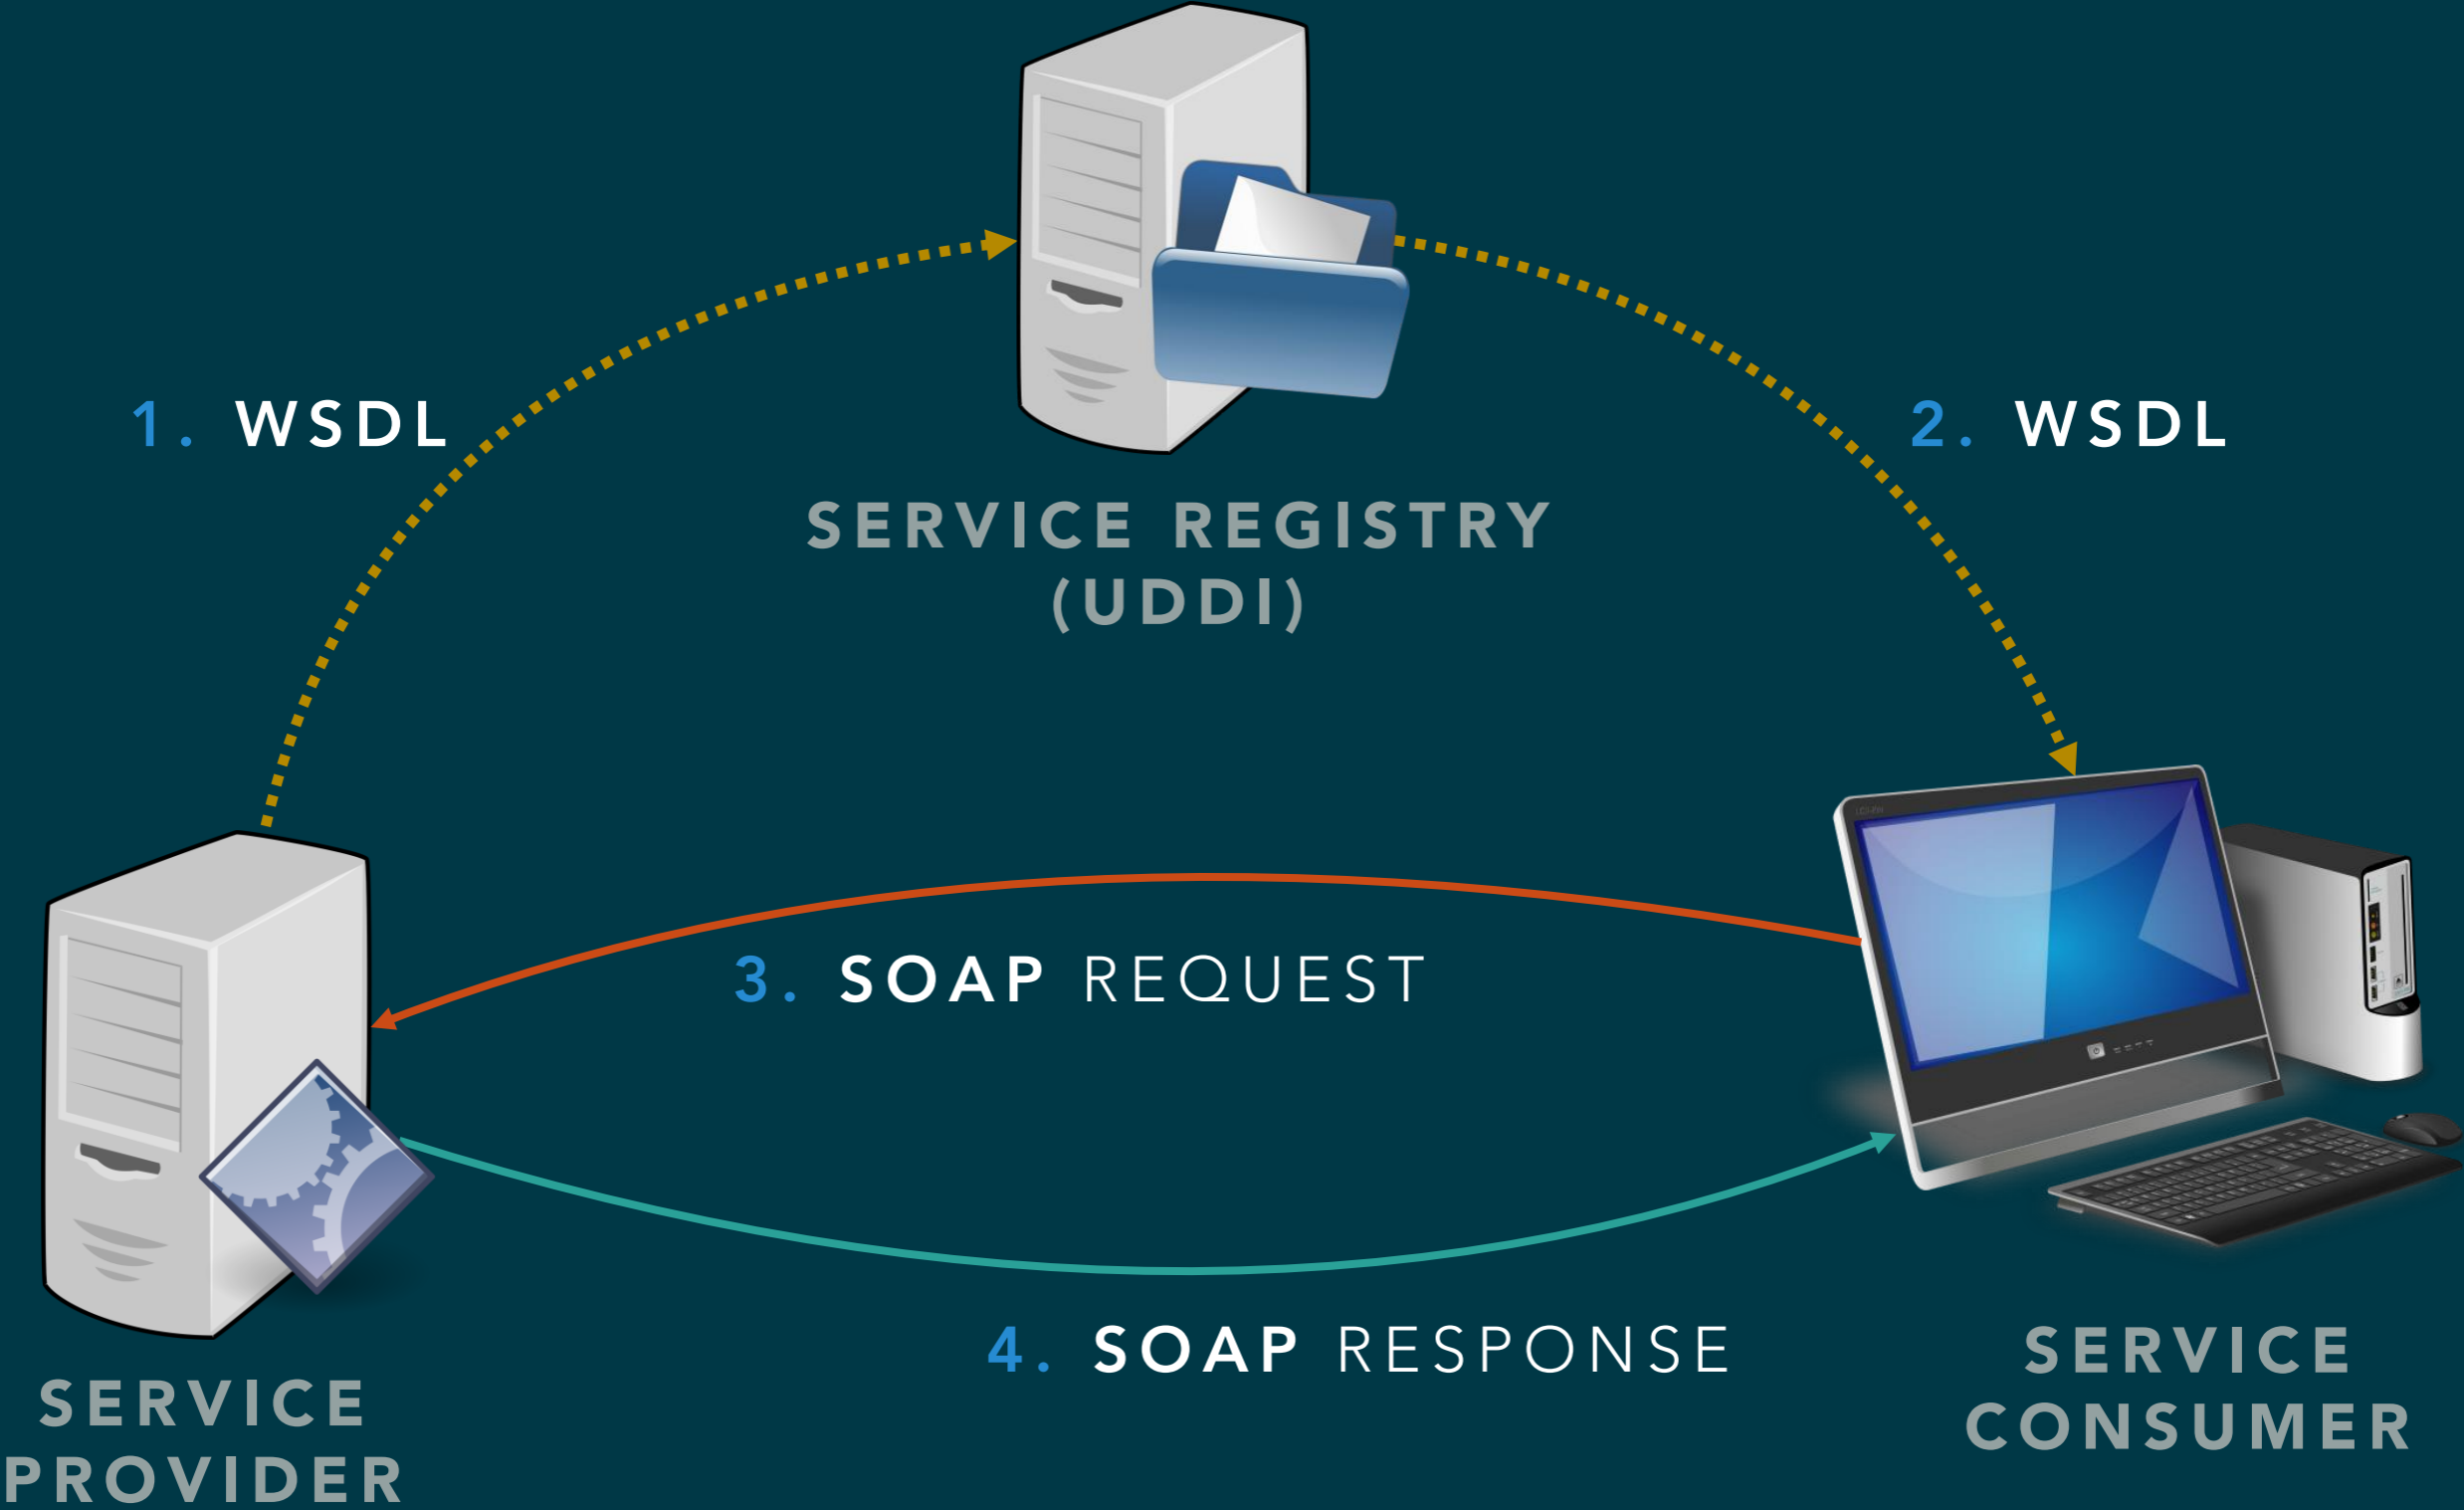 1. WSDL
2. WSDL
SERVICE REGISTRY
(UDDI)
3. SOAP REQUEST
4. SOAP RESPONSE
SERVICE
PROVIDER
SERVICE
CONSUMER